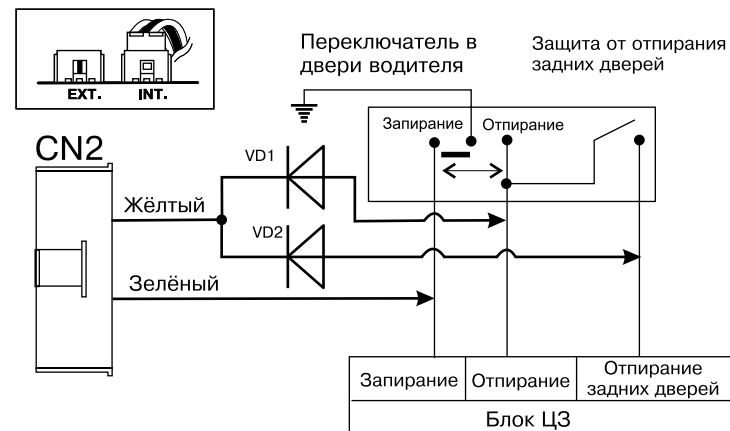 EXT. INT.
Переключатель в
двери водителя
Защита от отпирания
задних дверей
Запирание Отпирание
CN2
VD1
Жёлтый
VD2
Зелёный
Запирание
Отпирание
Отпирание
задних дверей
Блок ЦЗ